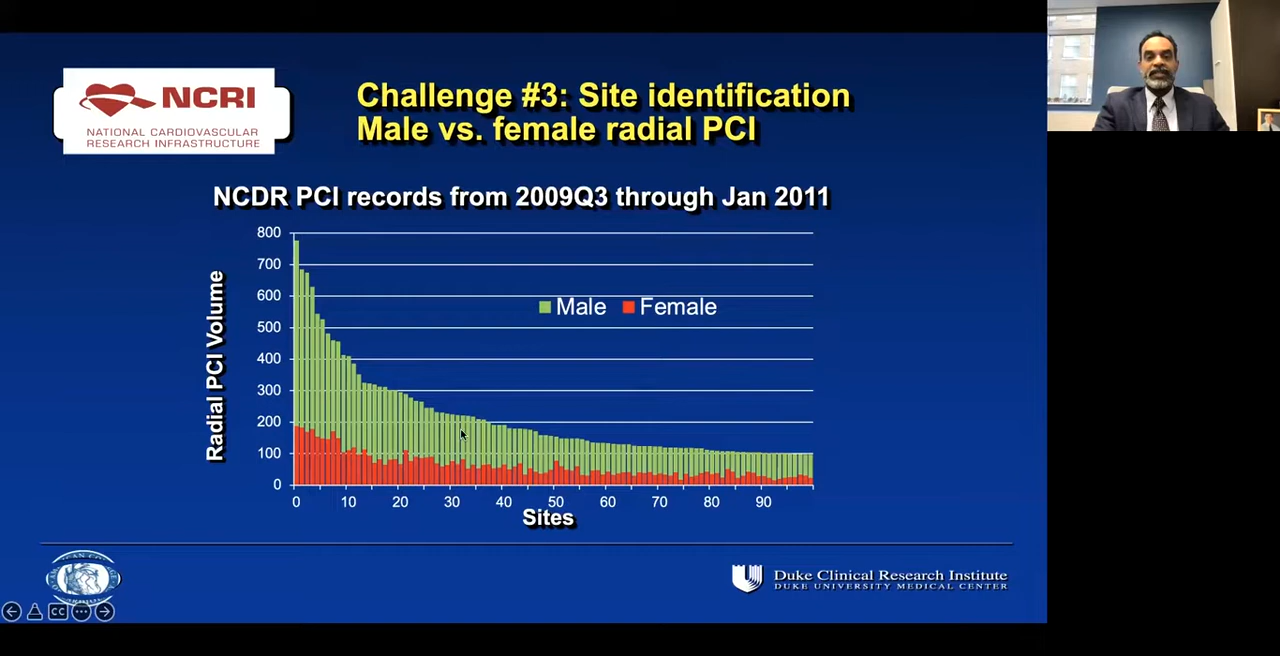 NCRI
NATIONAL CARDIOVASCULAR
RESEARCH INFRASTRUCTURE
Challenge #3: Site identification
Male vs. female radial PCI
NCDR PCI records from 2009Q3 through Jan 2011
Radial PCI Volume
800
700
600
500
400
300
200
100
0
Male
Female
0 10 20 30 40 50 60 70 80 90
Sites
Duke Clinical Research Institute
DUKE UNIVERSITY MEDICAL CENTER
CC